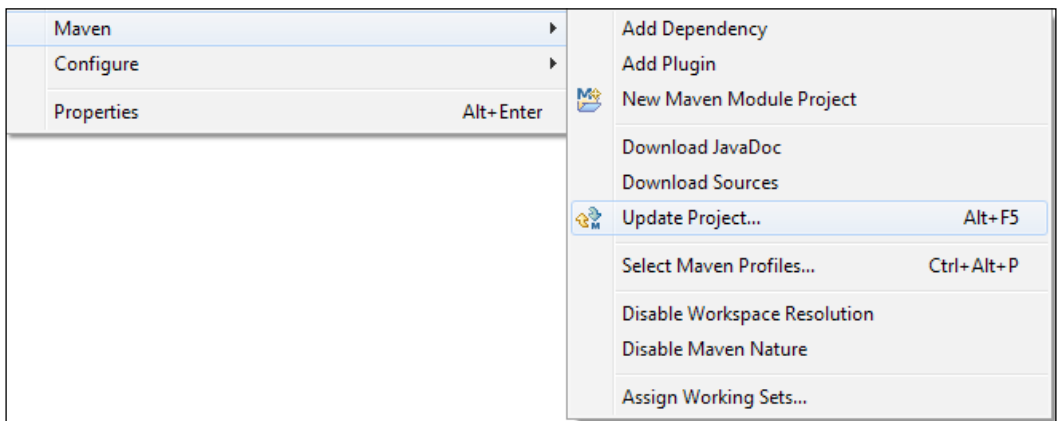 Maven
Configure
Properties Alt+Enter
Add Dependency
Add Plugin
New Maven Module Project
Download JavaDoc
Download Sources
Update Project... Alt+F5
Select Maven Profiles... Ctrl+Alt+P
Disable Workspace Resolution
Disable Maven Nature
Assign Working Sets...